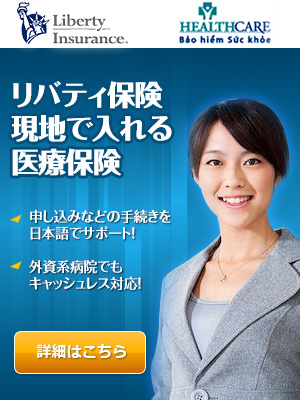 Liberty
Insurance.
HEALTHCARE
Bảo hiểm Sức khỏe
リバティ保険
現地で入れる
医療保険
申し込みなどの手続きを
日本語でサポート!
外資系病院でも
キャッシュレス対応!
詳細はこちら